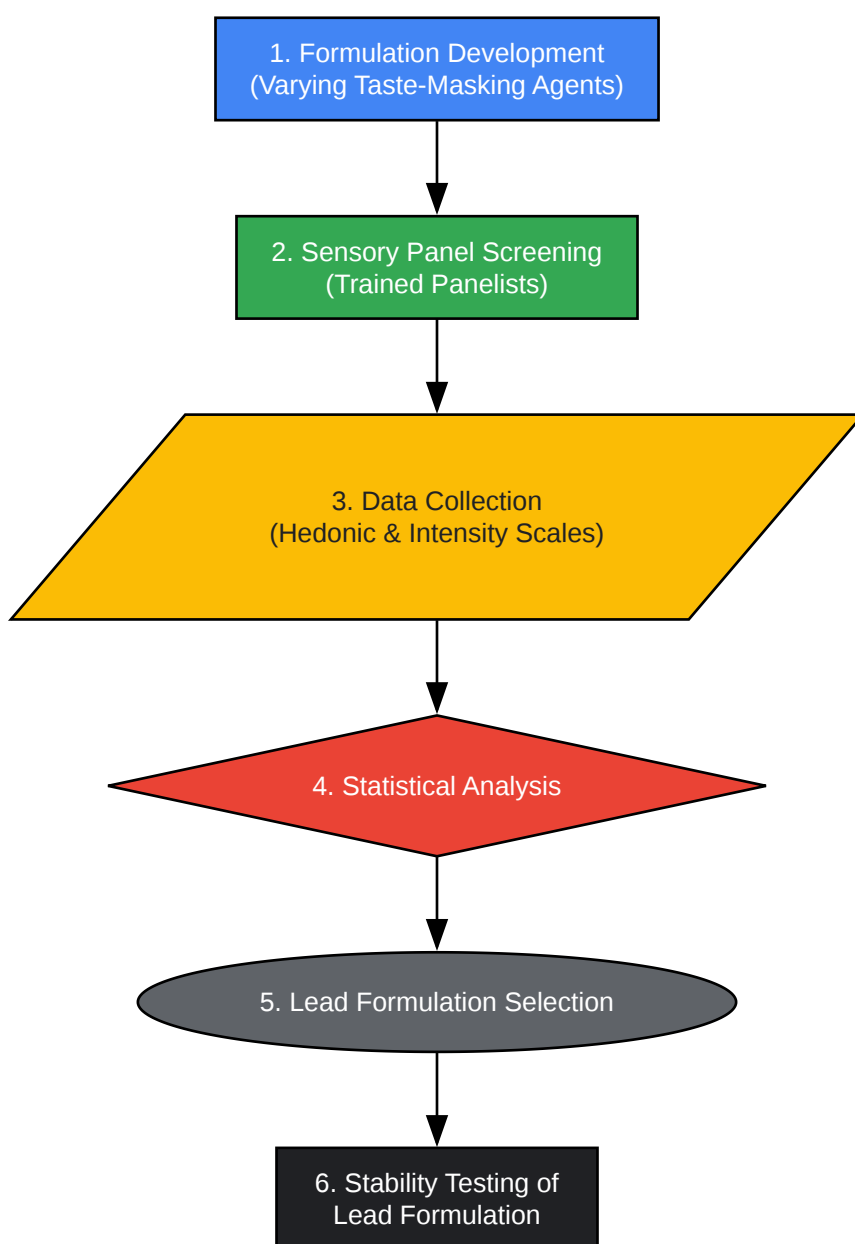 1. Formulation Development
(Varying Taste-Masking Agents)
2. Sensory Panel Screening
(Trained Panelists)
3. Data Collection
(Hedonic & Intensity Scales)
4. Statistical Analysis
5. Lead Formulation Selection
6. Stability Testing of
Lead Formulation